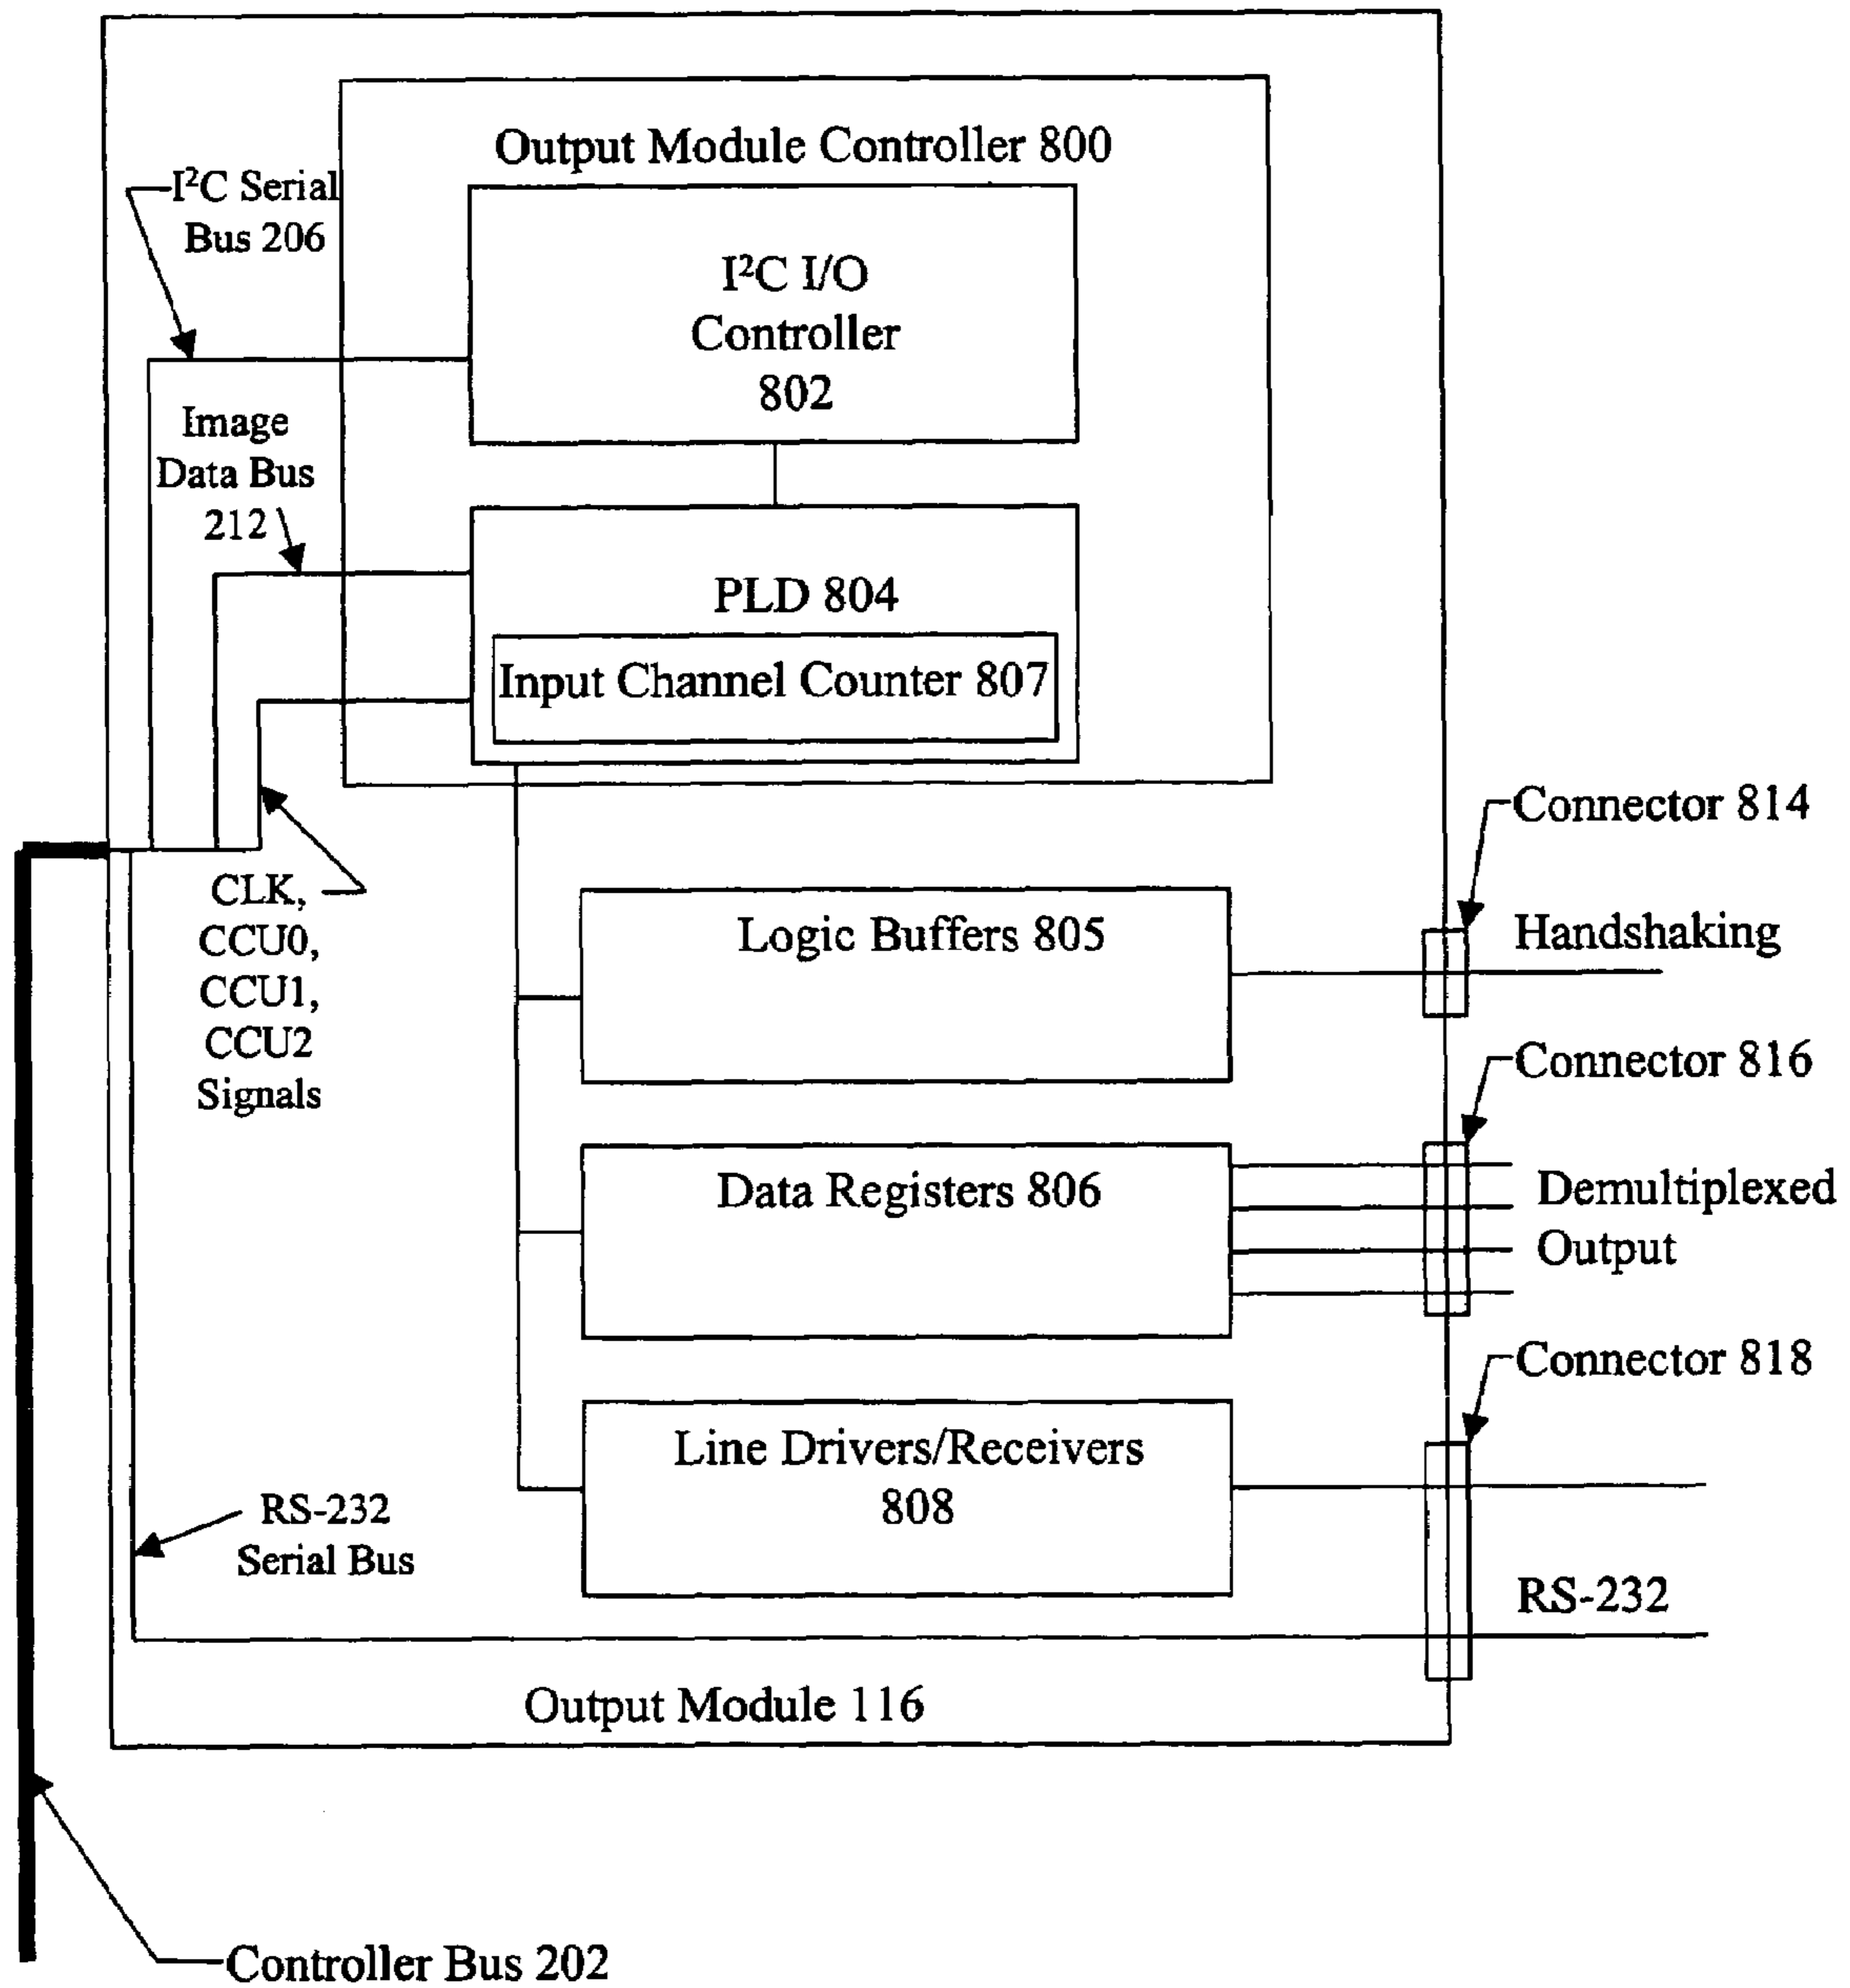 Output Module Controller 800
I²C Serial
Bus 206
I²C I/O
Controller
802
Image
Data Bus
212
PLD 804
Input Channel Counter 807
Connector 814
CLK,
CCU0,
CCU1,
CCU2
Signals
Logic Buffers 805
Handshaking
Connector 816
Data Registers 806
Demultiplexed
Output
Connector 818
Line Drivers/Receivers
808
RS-232
Serial Bus
RS-232
Output Module 116
Controller Bus 202